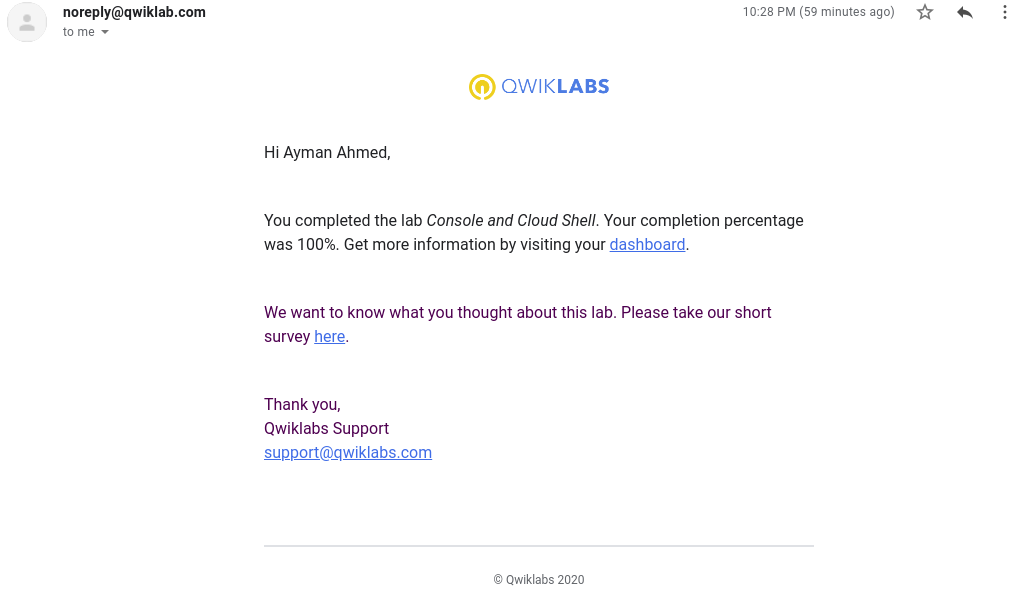 noreply@qwiklab.com
10:28 PM (59 minutes ago)
to me
QWIKLABS
Hi Ayman Ahmed,
You completed the lab Console and Cloud Shell. Your completion percentage
was 100%. Get more information by visiting your dashboard.
We want to know what you thought about this lab. Please take our short
survey here.
Thank you,
Qwiklabs Support
support@qwiklabs.com
© Qwiklabs 2020